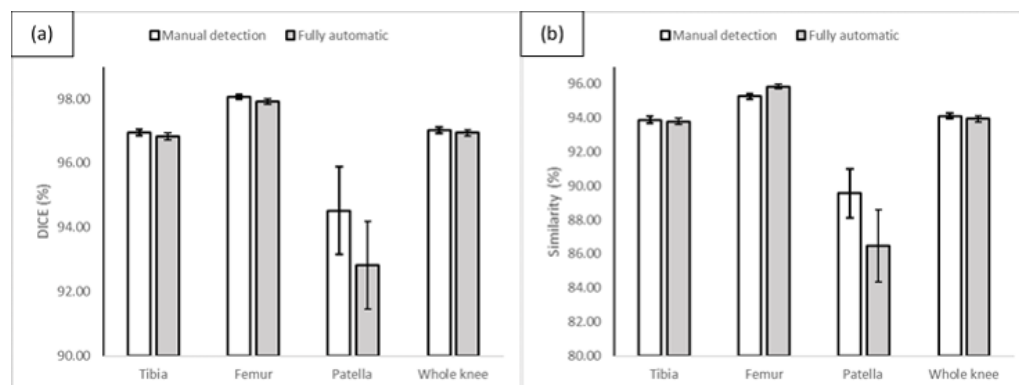 (a)
Manual detection Fully automatic
DICE (%)
98.00
96.00
94.00
92.00
90.00
Tibia Femur Patella Whole knee
(b)
Manual detection Fully automatic
Similarity (%)
96.00
94.00
92.00
90.00
88.00
86.00
84.00
82.00
80.00
Tibia Femur Patella Whole knee